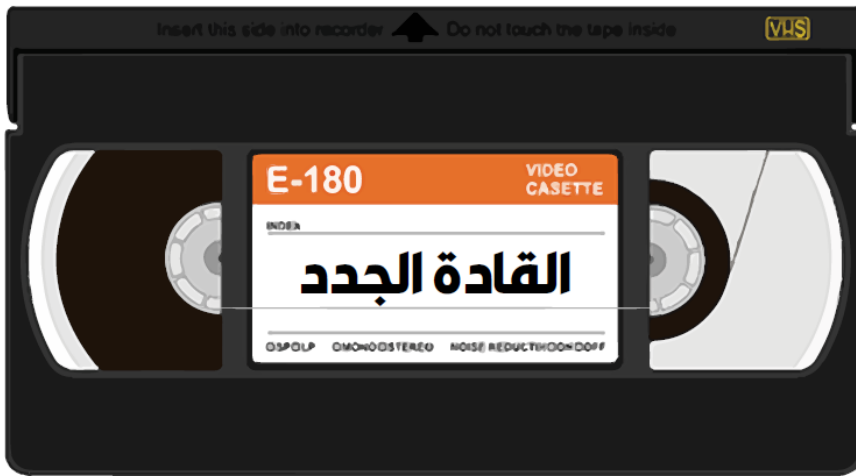 Insert this side into recorder Do not touch the tape inside VHS
E-180 VIDEO
CASETTE
INDEX
القادة الجدد